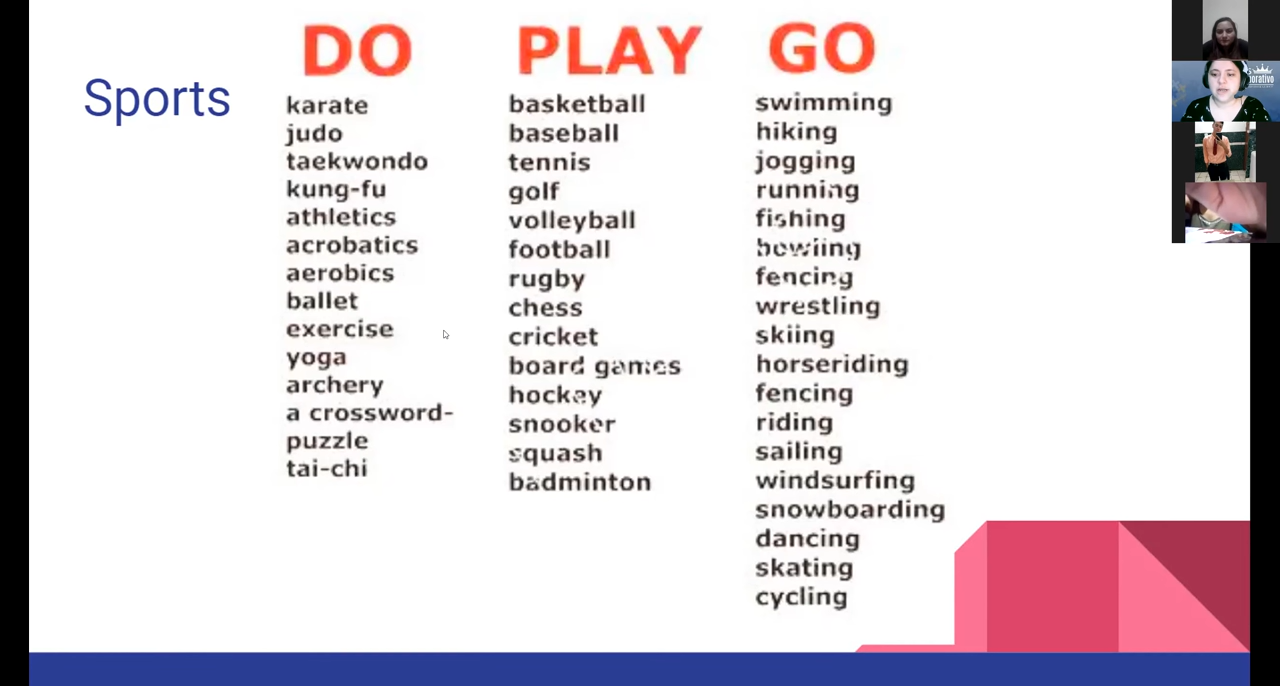 Sports
DO
karate
judo
taekwondo
kung-fu
athletics
acrobatics
aerobics
ballet
exercise
yoga
archery
a crossword-
puzzle
tai-chi
PLAY
basketball
baseball
tennis
golf
volleyball
football
rugby
chess
cricket
board games
hockey
snooker
squash
badminton
GO
swimming
hiking
jogging
running
fishing
bowling
fencing
wrestling
skiing
horseriding
fencing
riding
sailing
windsurfing
snowboarding
dancing
skating
cycling